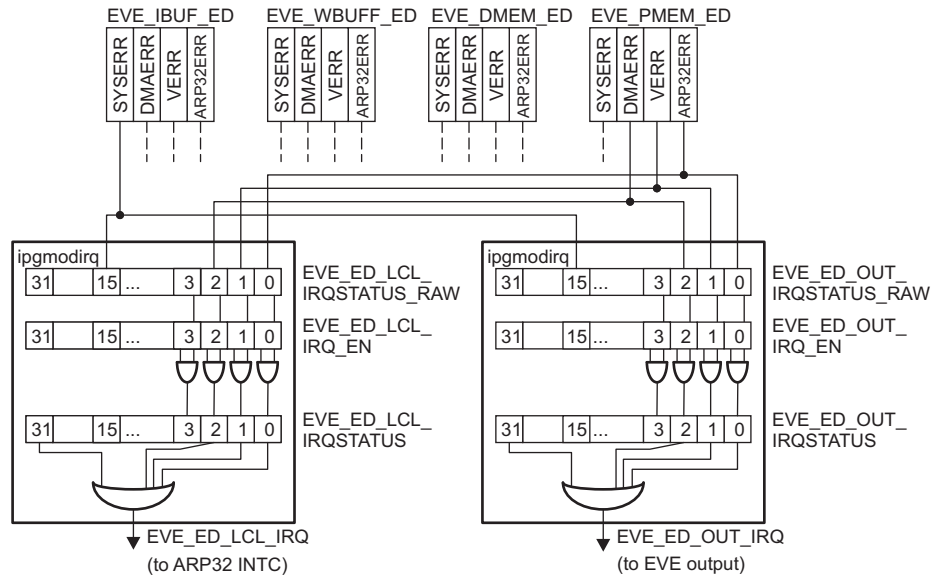 EVE_IBUF_ED EVE_WBUFF_ED EVE_DMEM_ED EVE_PMEM_ED
SYSERR DMAERR VERR ARP32ERR SYSERR DMAERR VERR ARP32ERR SYSERR DMAERR VERR ARP32ERR SYSERR DMAERR VERR ARP32ERR
ipgmodirq
31 15 ... 3 2 1 0
EVE_ED_LCL_
IRQSTATUS_RAW
31 15 ... 3 2 1 0
EVE_ED_LCL_
IRQ_EN
31 15 ... 3 2 1 0
EVE_ED_LCL_
IRQSTATUS
EVE_ED_LCL_IRQ
(to ARP32 INTC)
ipgmodirq
31 15 ... 3 2 1 0
EVE_ED_OUT_
IRQSTATUS_RAW
31 15 ... 3 2 1 0
EVE_ED_OUT_
IRQ_EN
31 15 ... 3 2 1 0
EVE_ED_OUT_
IRQSTATUS
EVE_ED_OUT_IRQ
(to EVE output)